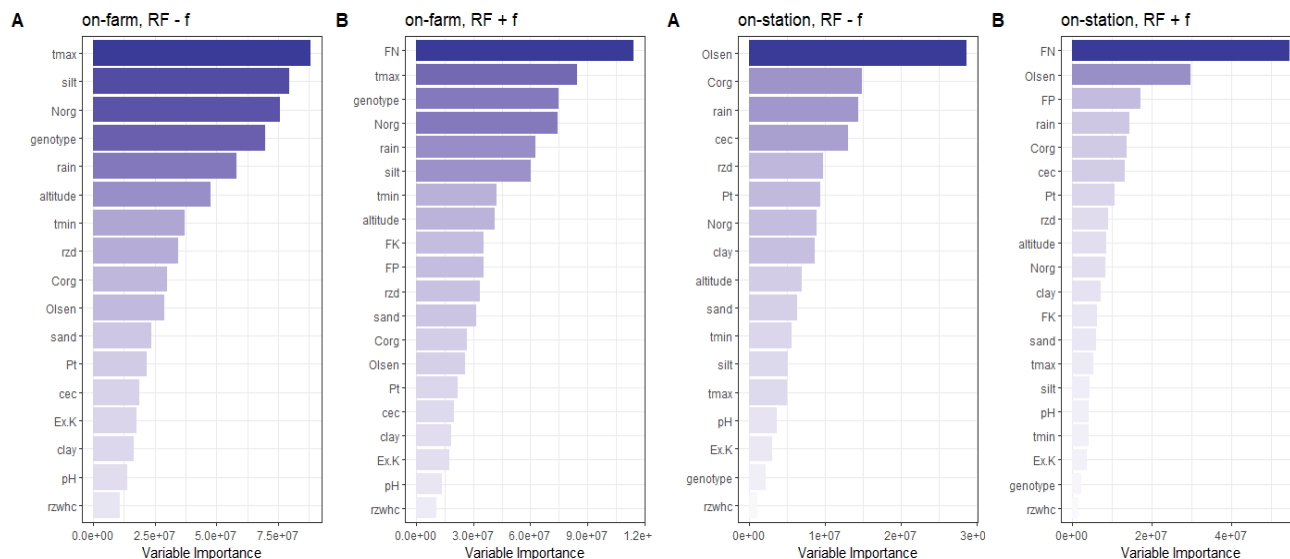 A on-farm, RF - f
tmax
silt
Norg
genotype
rain
altitude
tmin
rzd
Corg
Olsen
sand
Pt
cec
Ex.K
clay
pH
rzwhc
0.0e+00 2.5e+07 5.0e+07 7.5e+07
Variable Importance
B on-farm, RF + f
FN
tmax
genotype
Norg
rain
silt
tmin
altitude
FK
FP
rzd
sand
Corg
Olsen
Pt
cec
clay
Ex.K
pH
rzwhc
0.0e+00 3.0e+07 6.0e+07 9.0e+07 1.2e+
Variable Importance
A on-station, RF - f
Olsen
Corg
rain
cec
rzd
Pt
Norg
clay
altitude
sand
tmin
silt
tmax
pH
Ex.K
genotype
rzwhc
0e+00 1e+07 2e+07 3e+0
Variable Importance
B on-station, RF + f
FN
Olsen
FP
rain
Corg
cec
Pt
rzd
altitude
Norg
clay
FK
sand
tmax
silt
pH
tmin
Ex.K
genotype
rzwhc
0e+00 2e+07 4e+07
Variable Importance